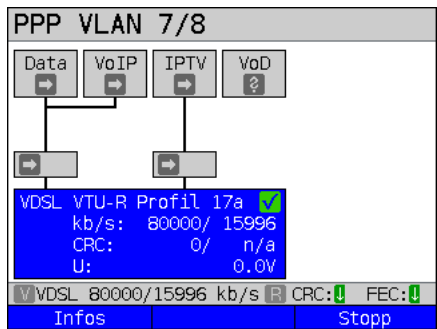 PPP VLAN 7/8
Data VoIP IPTV VoD
?
VDSL VTU-R Profil 17a
kb/s: 80000/ 15996
CRC: 0/ n/a
U: 0.0V
V VDSL 80000/15996 kb/s R CRC: FEC:
Infos Stopp